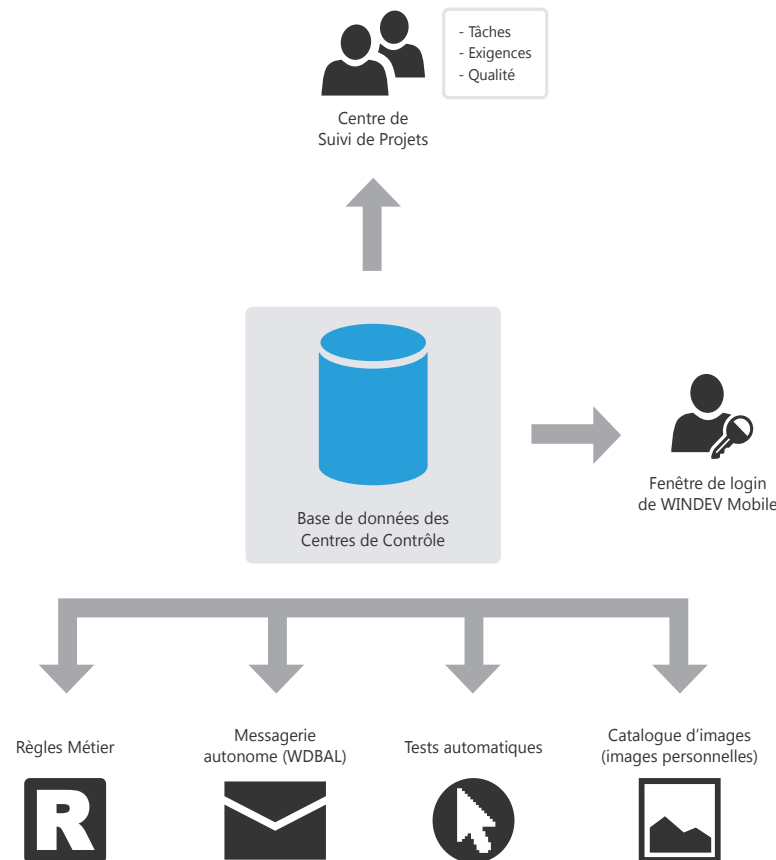 - Tâches
- Exigences
- Qualité
Centre de
Suivi de Projets
Base de données des
Centres de Contrôle
Fenêtre de login
de WINDEV Mobile
Règles Métier
Messagerie
autonome (WDBAL)
Tests automatiques
Catalogue d’images
(images personnelles)
R